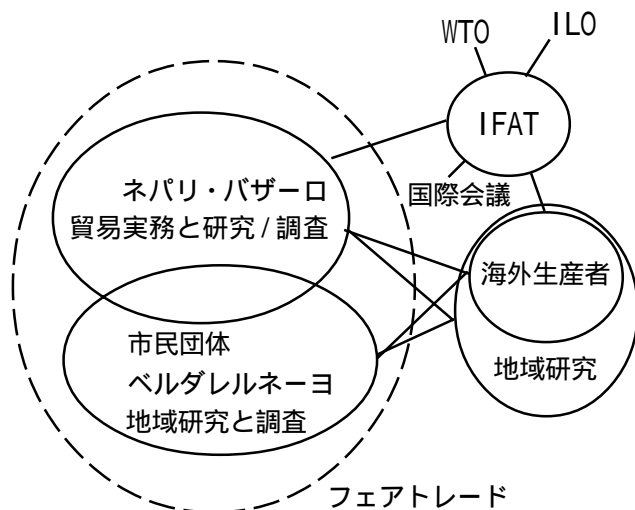 WTO
ILO
IFAT
国際会議
ネパリ・バザーロ
貿易実務と研究/調査
海外生産者
地域研究
市民団体
ベルダレルネーヨ
地域研究と調査
フェアトレード